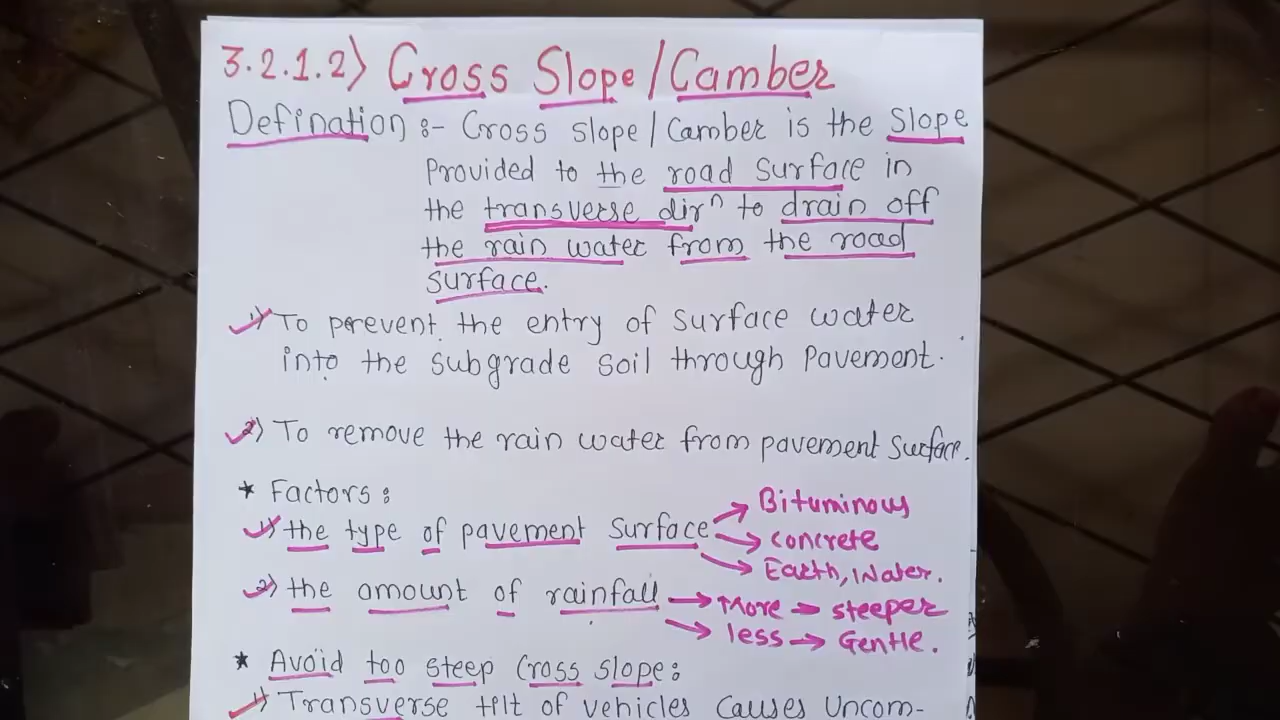 3.2.1.2) Cross Slope/Camber
Defination :- Cross slope/Camber is the Slope
Provided to the road Surface in
the transverse dirⁿ to drain off
the rain water from the road
surface.
1) To prevent the entry of surface water
into the subgrade soil through Pavement.
2) To remove the rain water from pavement surface.
* Factors :
1) the type of pavement surface → Bituminous
→ concrete
→ Earth, Water.
2) the amount of rainfall → More → steeper
→ less → Gentle.
* Avoid too steep Cross slope :
1) Transverse tilt of vehicles causes uncom-